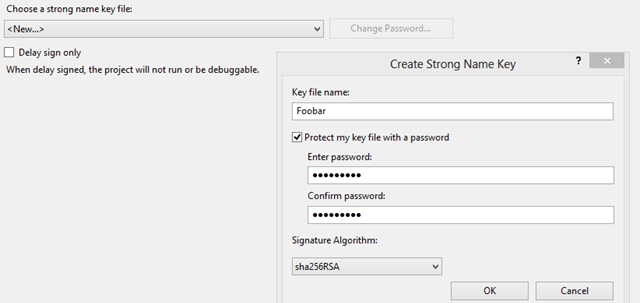 Choose a strong name key file:
<New...>
Change Password...
Delay sign only
When delay signed, the project will not run or be debuggable.
Create Strong Name Key
?
Key file name:
Foobar
Protect my key file with a password
Enter password:
●●●●●●●●●
Confirm password:
●●●●●●●●●
Signature Algorithm:
sha256RSA
OK Cancel